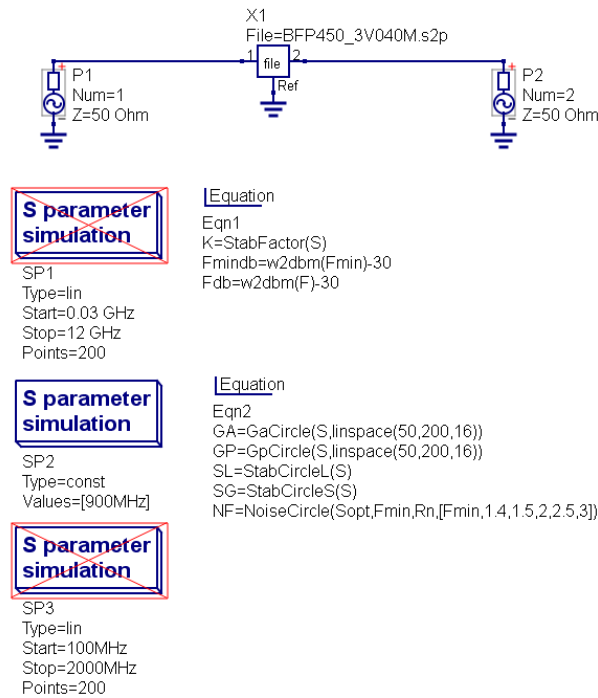 X1
File=BFP450_3V040M.s2p
1 file 2
Ref
P1
Num=1
Z=50 Ohm
P2
Num=2
Z=50 Ohm
S parameter
simulation
SP1
Type=lin
Start=0.03 GHz
Stop=12 GHz
Points=200
Equation
Eqn1
K=StabFactor(S)
Fmindb=w2dbm(Fmin)-30
Fdb=w2dbm(F)-30
S parameter
simulation
SP2
Type=const
Values=[900MHz]
Equation
Eqn2
GA=GaCircle(S,linspace(50,200,16))
GP=GpCircle(S,linspace(50,200,16))
SL=StabCircleL(S)
SG=StabCircleS(S)
NF=NoiseCircle(Sopt,Fmin,Rn,[Fmin,1.4,1.5,2,2.5,3])
S parameter
simulation
SP3
Type=lin
Start=100MHz
Stop=2000MHz
Points=200